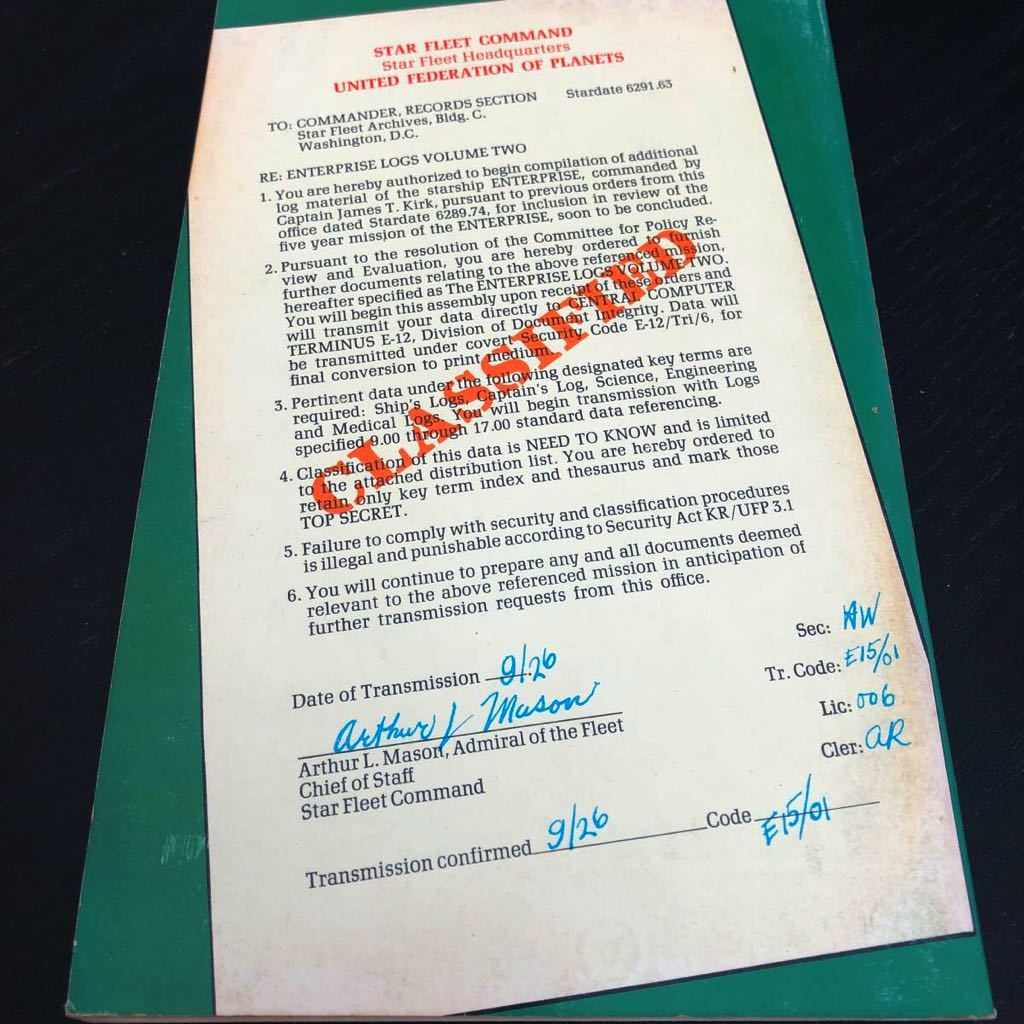 STAR FLEET COMMAND
Star Fleet Headquarters
UNITED FEDERATION OF PLANETS
Stardate 6291.63
TO: COMMANDER, RECORDS SECTION
Star Fleet Archives, Bldg. C.
Washington, D.C.
RE: ENTERPRISE LOGS VOLUME TWO
1. You are hereby authorized to begin compilation of additional
log material of the starship ENTERPRISE, commanded by
Captain James T. Kirk, pursuant to previous orders from this
office dated Stardate 6289.74, for inclusion in review of the
five year mission of the ENTERPRISE, soon to be concluded.
2. Pursuant to the resolution of the Committee for Policy Re-
view and Evaluation, you are hereby ordered to furnish
further documents relating to the above referenced mission,
hereafter specified as The ENTERPRISE LOGS VOLUME TWO.
You will begin this assembly upon receipt of these orders and
will transmit your data directly to CENTRAL COMPUTER
TERMINUS E-12, Division of Document Integrity. Data will
be transmitted under covert Security Code E-12/Tri/6, for
final conversion to print medium.
3. Pertinent data under the following designated key terms are
required: Ship's Logs, Captain's Log, Science, Engineering
and Medical Logs. You will begin transmission with Logs
specified 9.00 through 17.00 standard data referencing.
4. Classification of this data is NEED TO KNOW and is limited
to the attached distribution list. You are hereby ordered to
retain only key term index and thesaurus and mark those
TOP SECRET.
5. Failure to comply with security and classification procedures
is illegal and punishable according to Security Act KR/UFP 3.1
6. You will continue to prepare any and all documents deemed
relevant to the above referenced mission in anticipation of
further transmission requests from this office.
CLASSIFIED
Date of Transmission 9/26
Arthur L Mason
Arthur L. Mason, Admiral of the Fleet
Chief of Staff
Star Fleet Command
Sec: AW
Tr. Code: E15/01
Lic: 006
Cler: AR
Transmission confirmed 9/26 Code E15/01